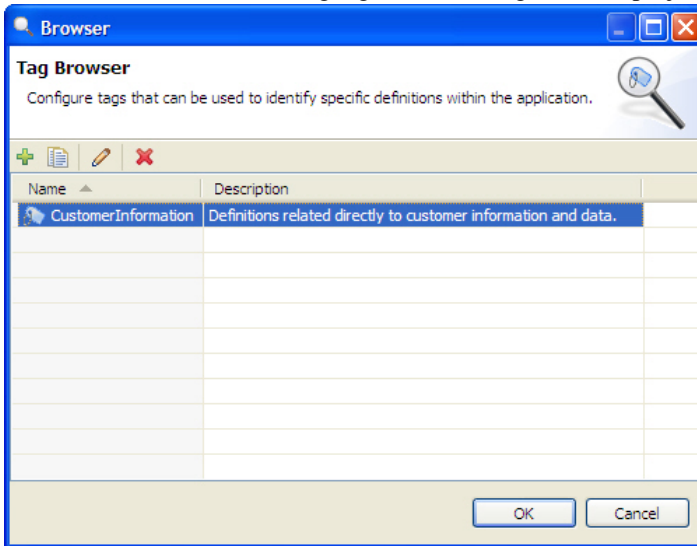 Browser
Tag Browser
Configure tags that can be used to identify specific definitions within the application.
Name Description
CustomerInformation Definitions related directly to customer information and data.
OK Cancel